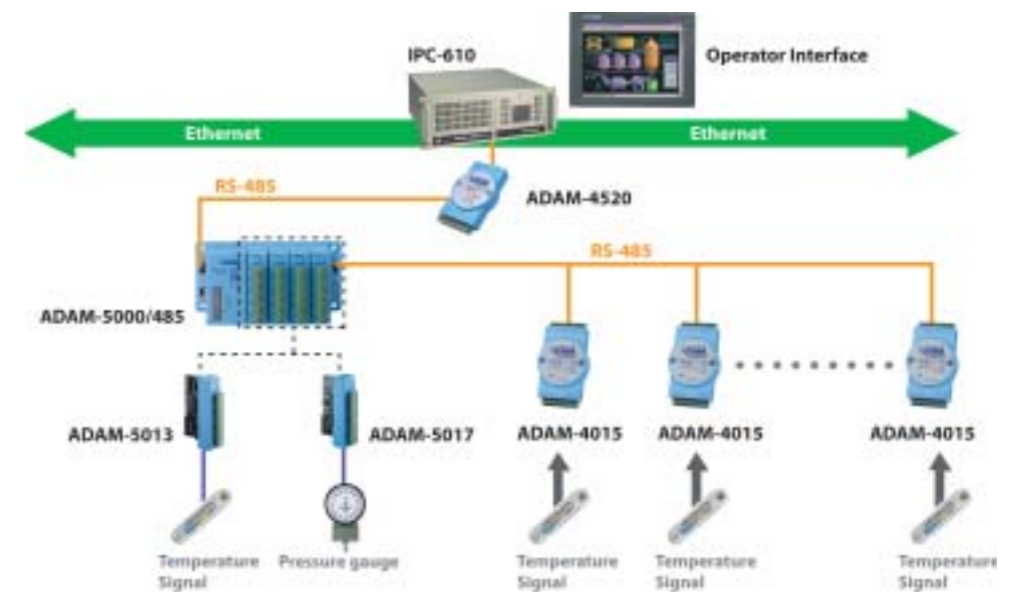 IPC-610
Operator Interface
Ethernet
Ethernet
RS-485
ADAM-4520
RS-485
ADAM-5000/485
ADAM-5013
ADAM-5017
ADAM-4015
ADAM-4015
ADAM-4015
Temperature
Signal
Pressure gauge
Temperature
Signal
Temperature
Signal
Temperature
Signal